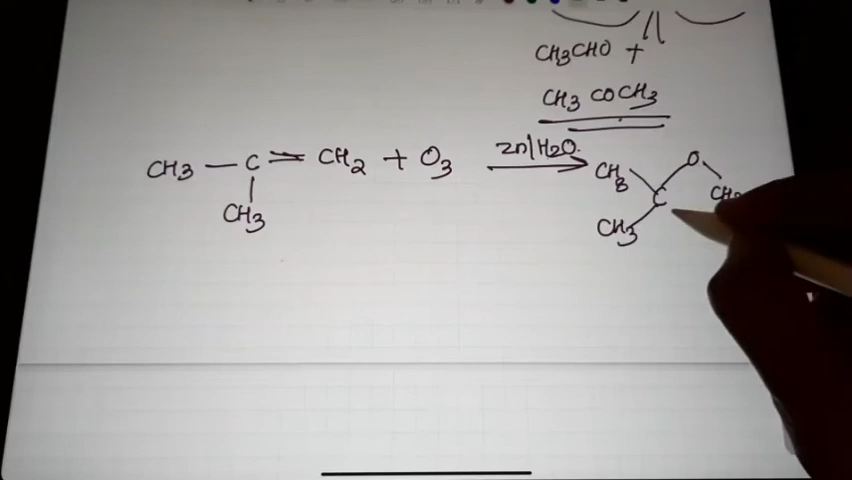 CH3CHO +
CH3 COCH3
CH3 — C = CH2 + O3
CH3
Zn|H2O.
CH3 O
C
CH3